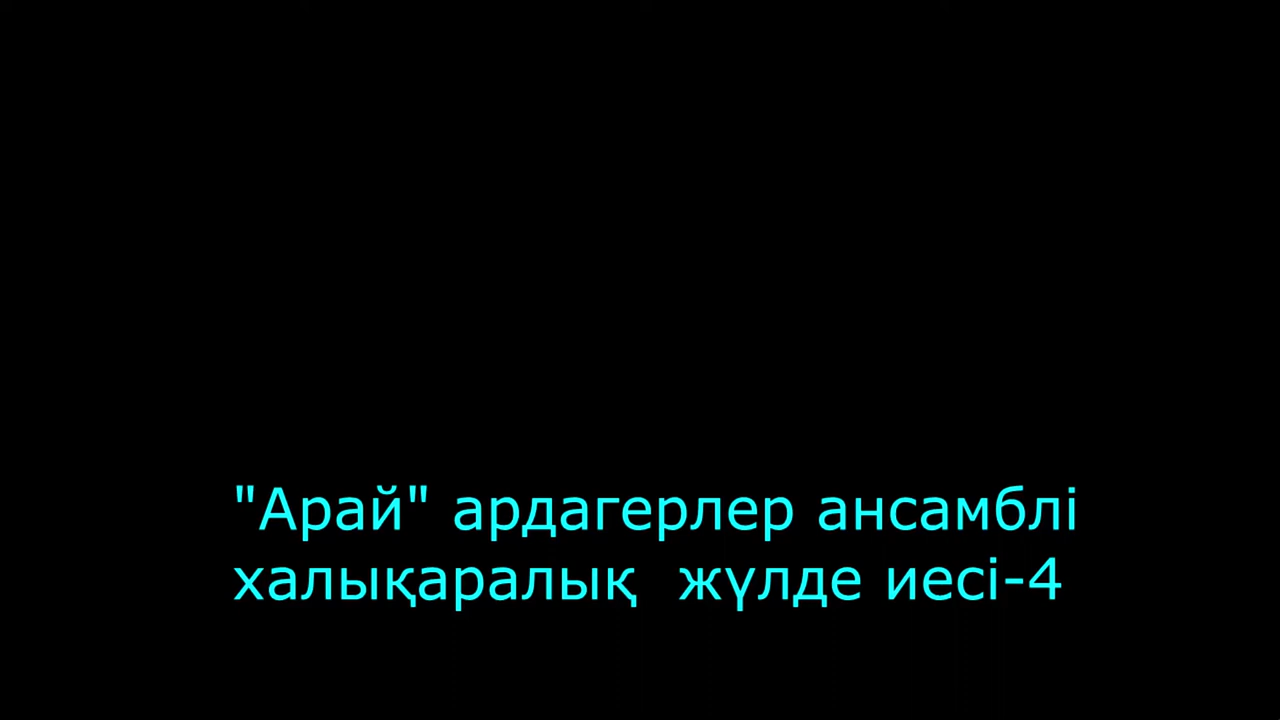 "Арай" ардагерлер ансамблі
халықаралық  жүлде иесі-4